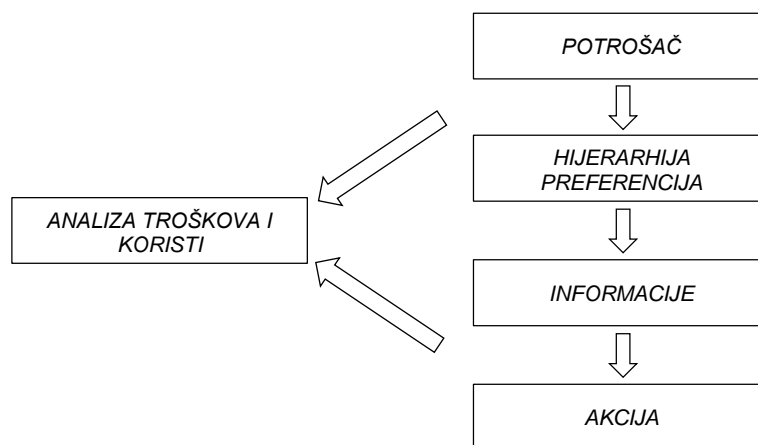 POTROŠAČ
HIJERARHIJA
PREFERENCIJA
ANALIZA TROŠKOVA I
KORISTI
INFORMACIJE
AKCIJA